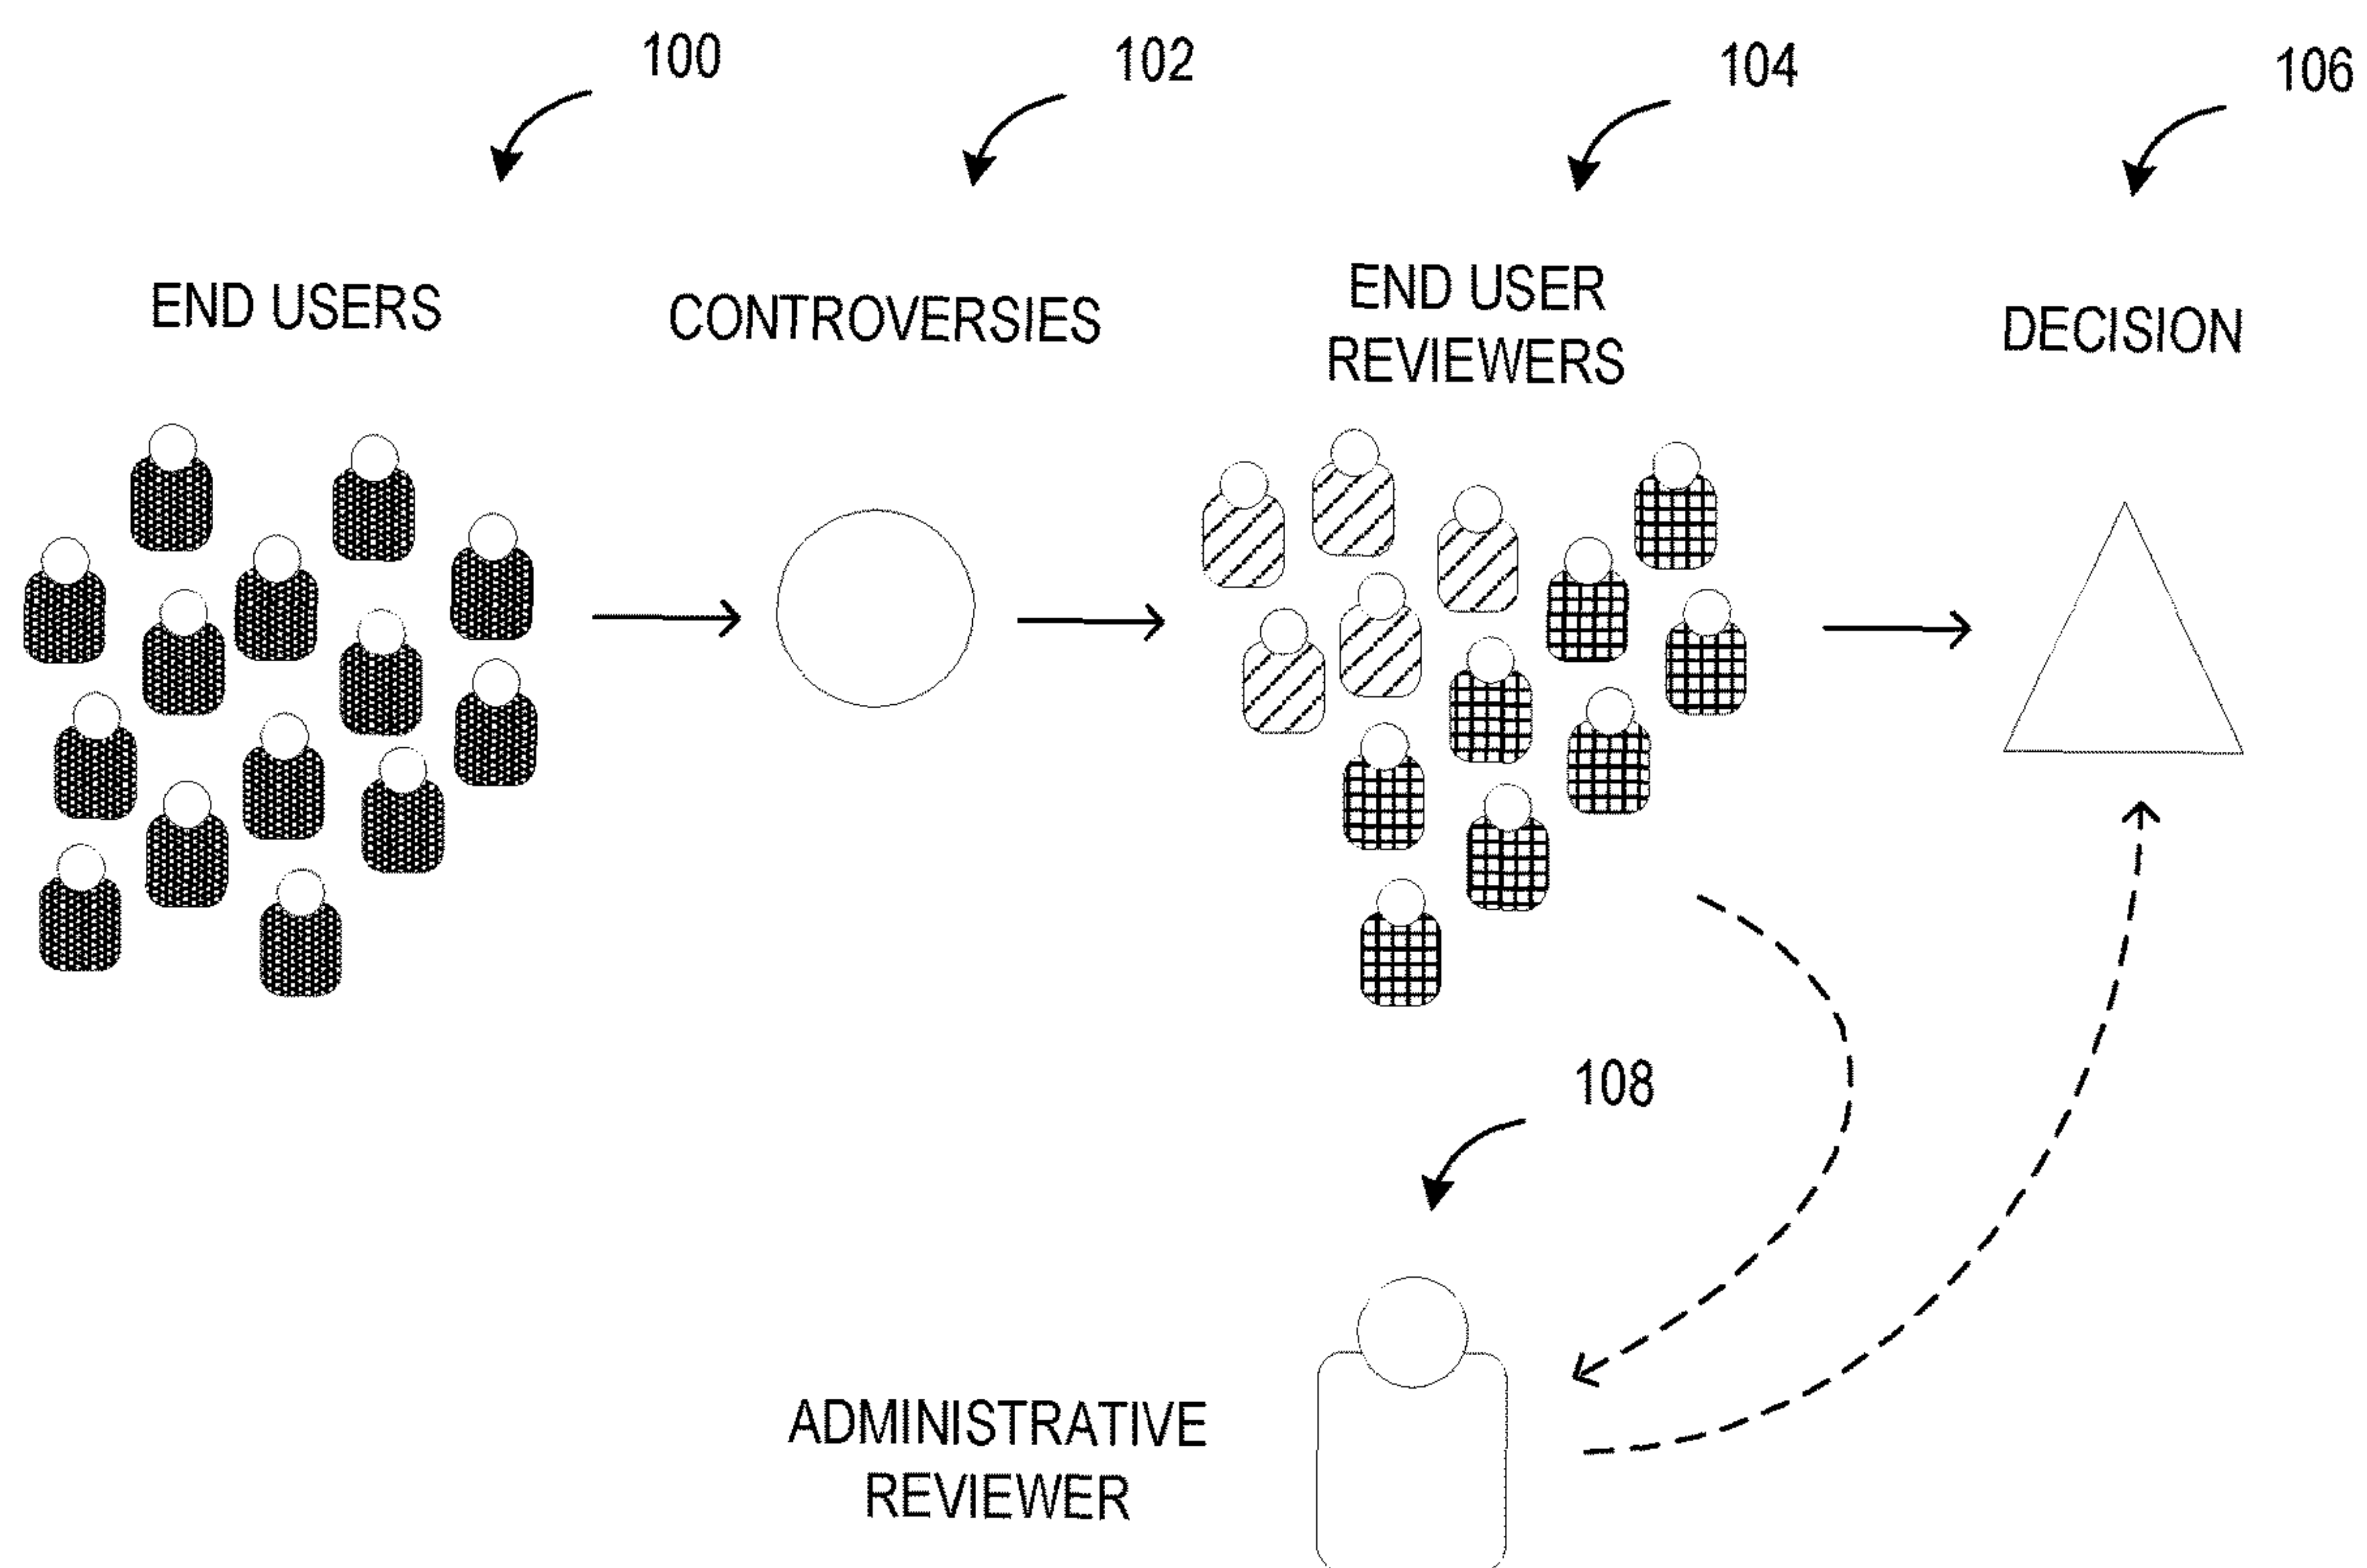 100
102
104
106
END USERS
CONTROVERSIES
END USER
REVIEWERS
DECISION
108
ADMINISTRATIVE
REVIEWER